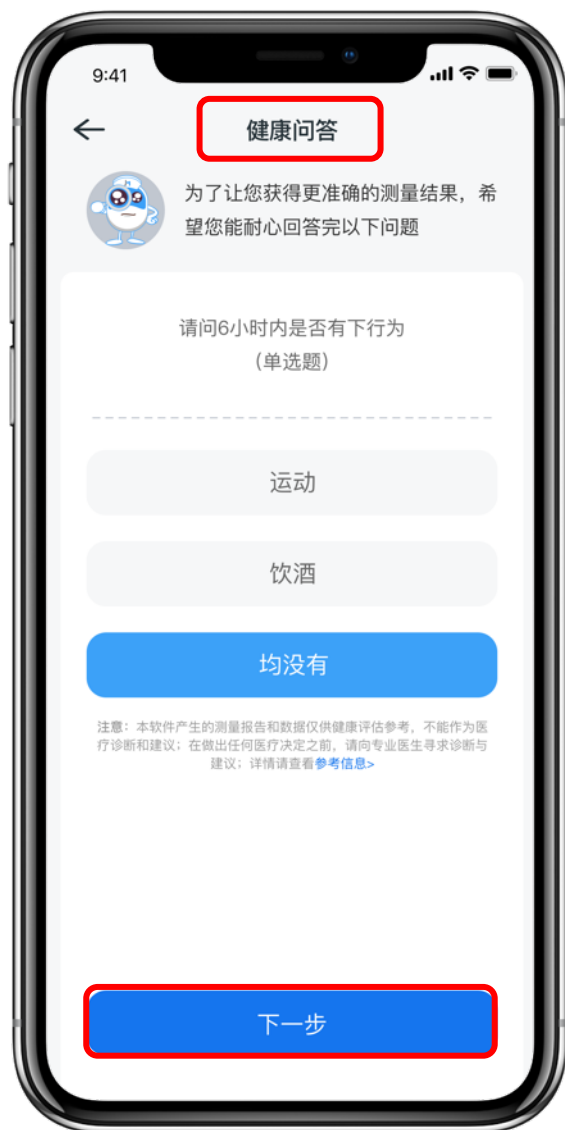 9:41
健康问答
为了让您获得更准确的测量结果，希
望您能耐心回答完以下问题
请问6小时内是否有下行为
（单选题）
运动
饮酒
均没有
注意：本软件产生的测量报告和数据仅供健康评估参考，不能作为医
疗诊断和建议；在做出任何医疗决定之前，请向专业医生寻求诊断与
建议；详情请查看参考信息>
下一步